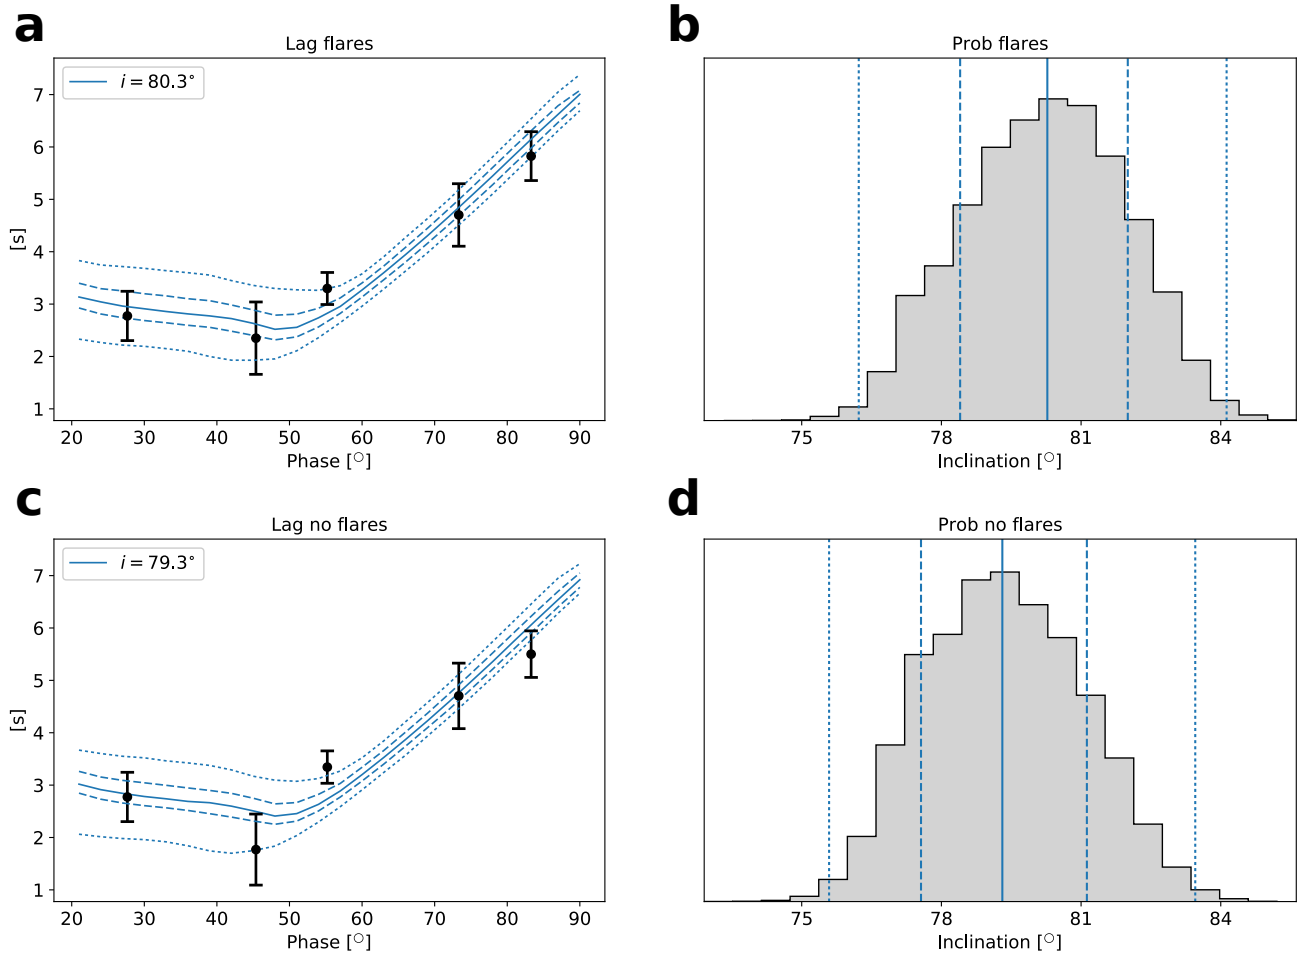 a
Lag flares
i = 80.3°
7
6
5
4
3
2
1
[s]
20 30 40 50 60 70 80 90
Phase [○]
b
Prob flares
75 78 81 84
Inclination [○]
c
Lag no flares
i = 79.3°
7
6
5
4
3
2
1
[s]
20 30 40 50 60 70 80 90
Phase [○]
d
Prob no flares
75 78 81 84
Inclination [○]